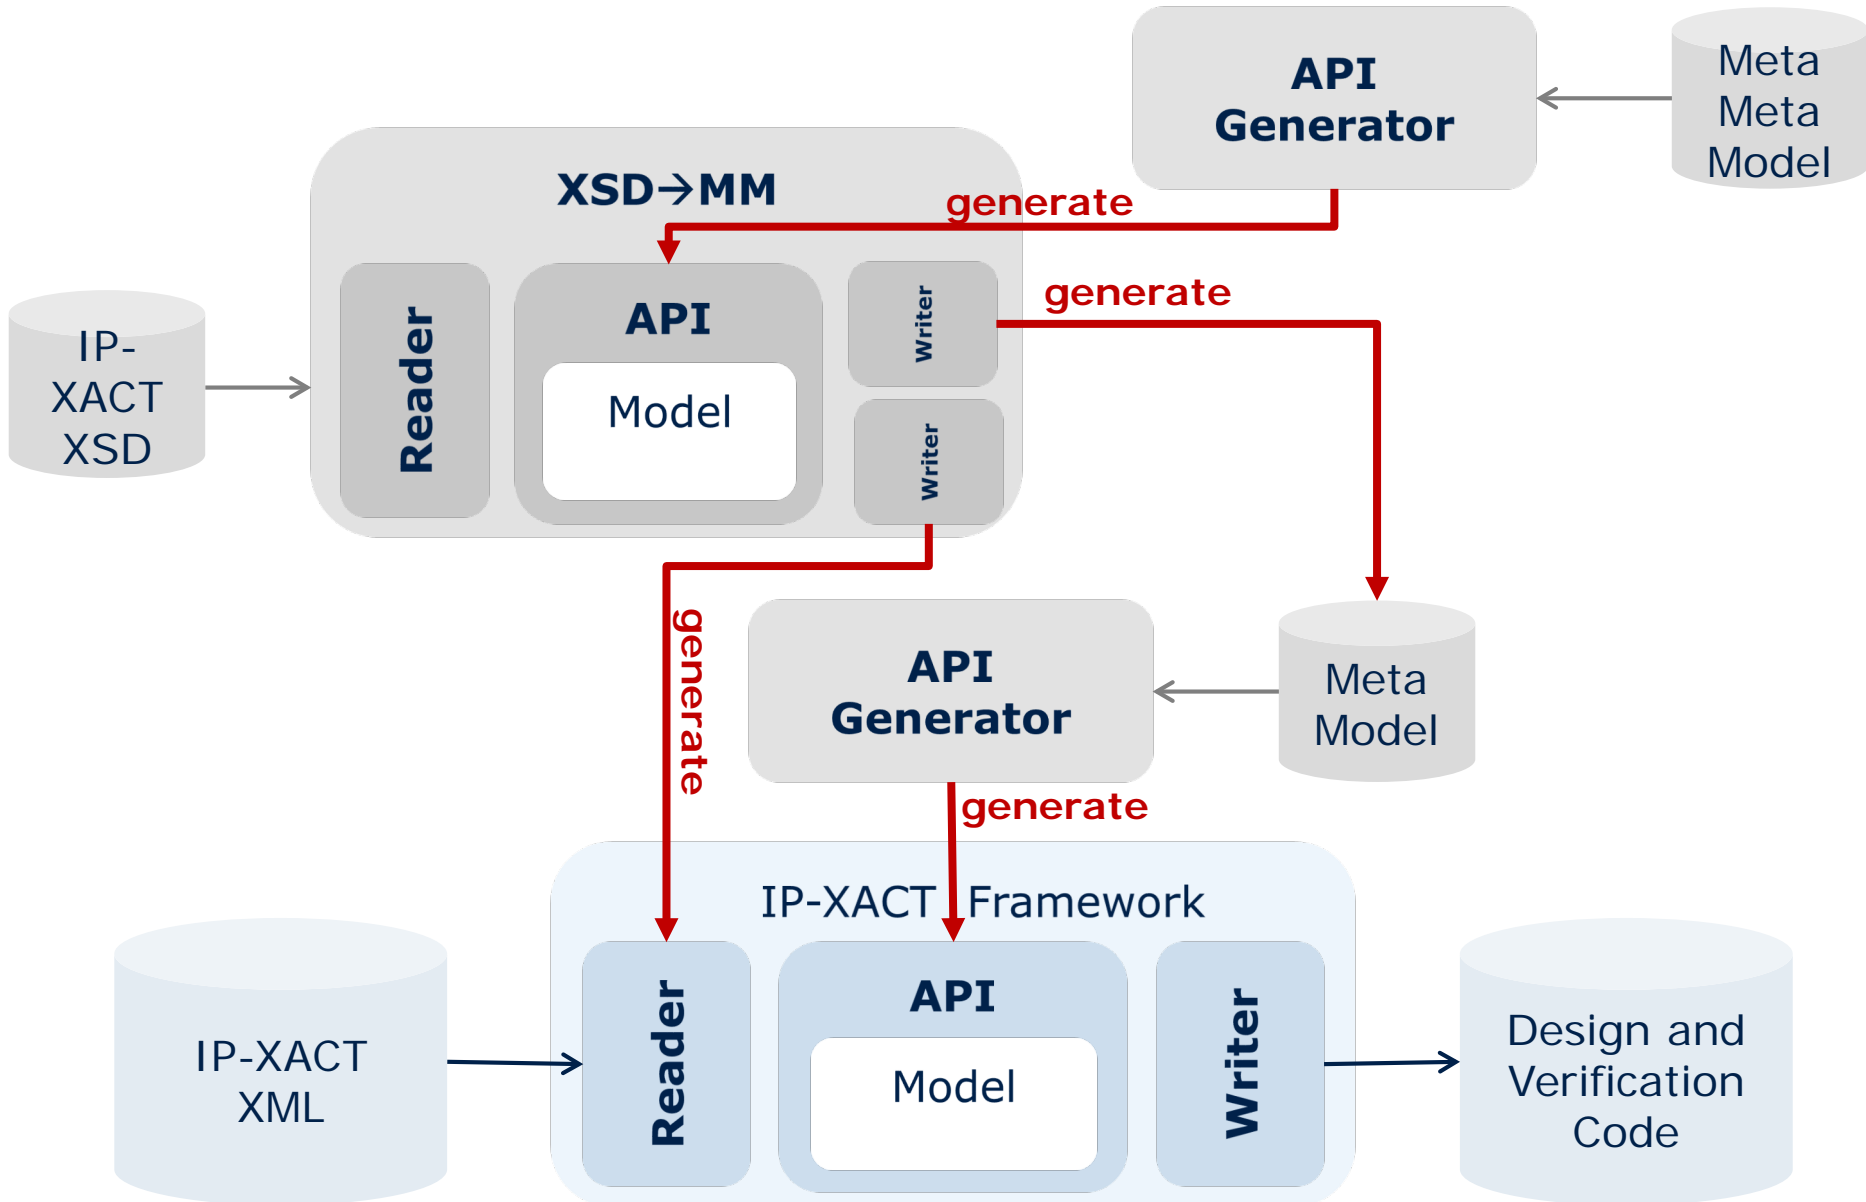 API
Generator
Meta
Meta
Model
XSD→MM
generate
Reader
API
Model
Writer
Writer
generate
IP-
XACT
XSD
generate
API
Generator
Meta
Model
generate
IP-XACT Framework
IP-XACT
XML
Reader
API
Model
Writer
Design and
Verification
Code